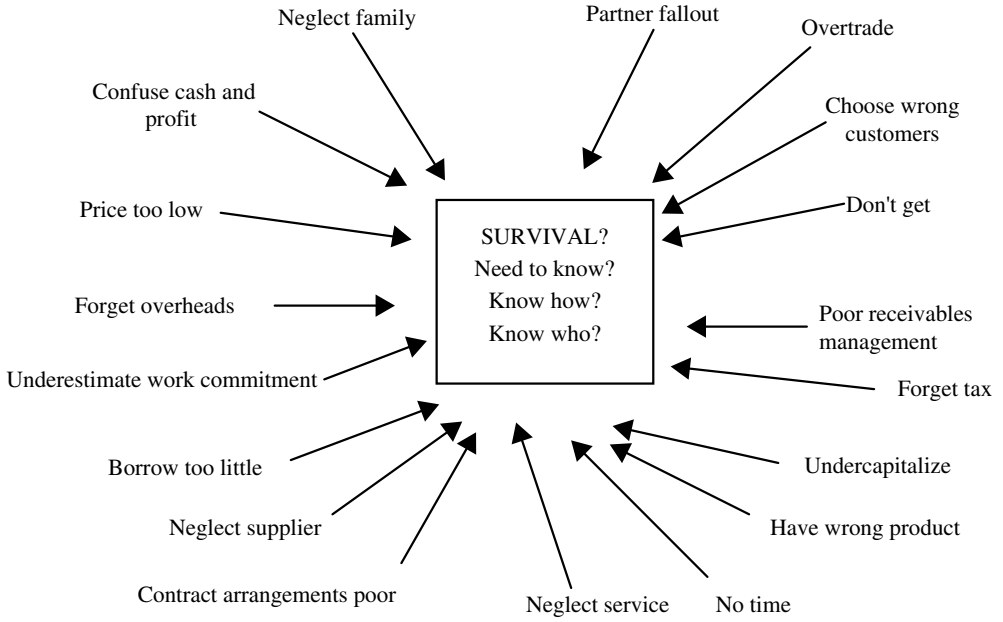 Neglect family
Partner fallout
Overtrade
Confuse cash and
profit
Choose wrong
customers
Price too low
Don't get
SURVIVAL?
Need to know?
Know how?
Know who?
Forget overheads
Poor receivables
management
Underestimate work commitment
Forget tax
Borrow too little
Undercapitalize
Neglect supplier
Have wrong product
Contract arrangements poor
Neglect service
No time